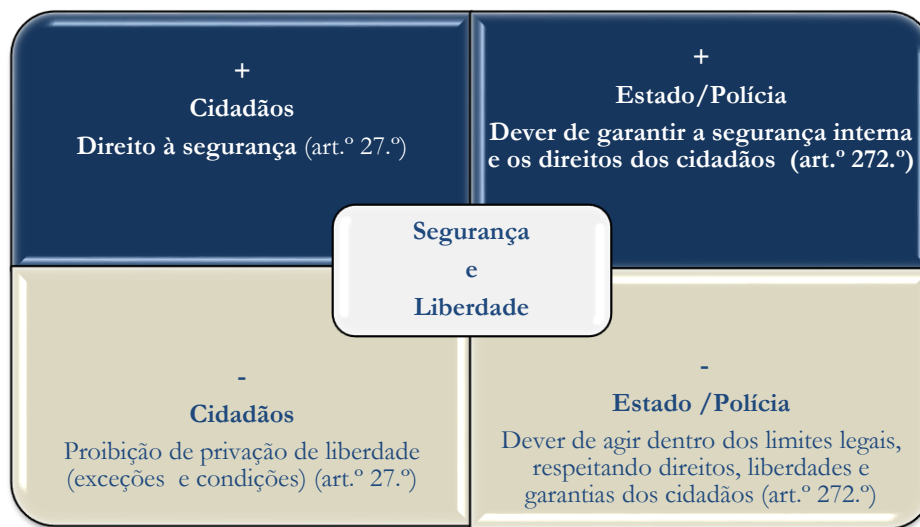 +
Cidadãos
Direito à segurança (art.º 27.º)
+
Estado/Polícia
Dever de garantir a segurança interna
e os direitos dos cidadãos (art.º 272.º)
Segurança
e
Liberdade
-
Cidadãos
Proibição de privação de liberdade
(exceções e condições) (art.º 27.º)
-
Estado /Polícia
Dever de agir dentro dos limites legais,
respeitando direitos, liberdades e
garantias dos cidadãos (art.º 272.º)